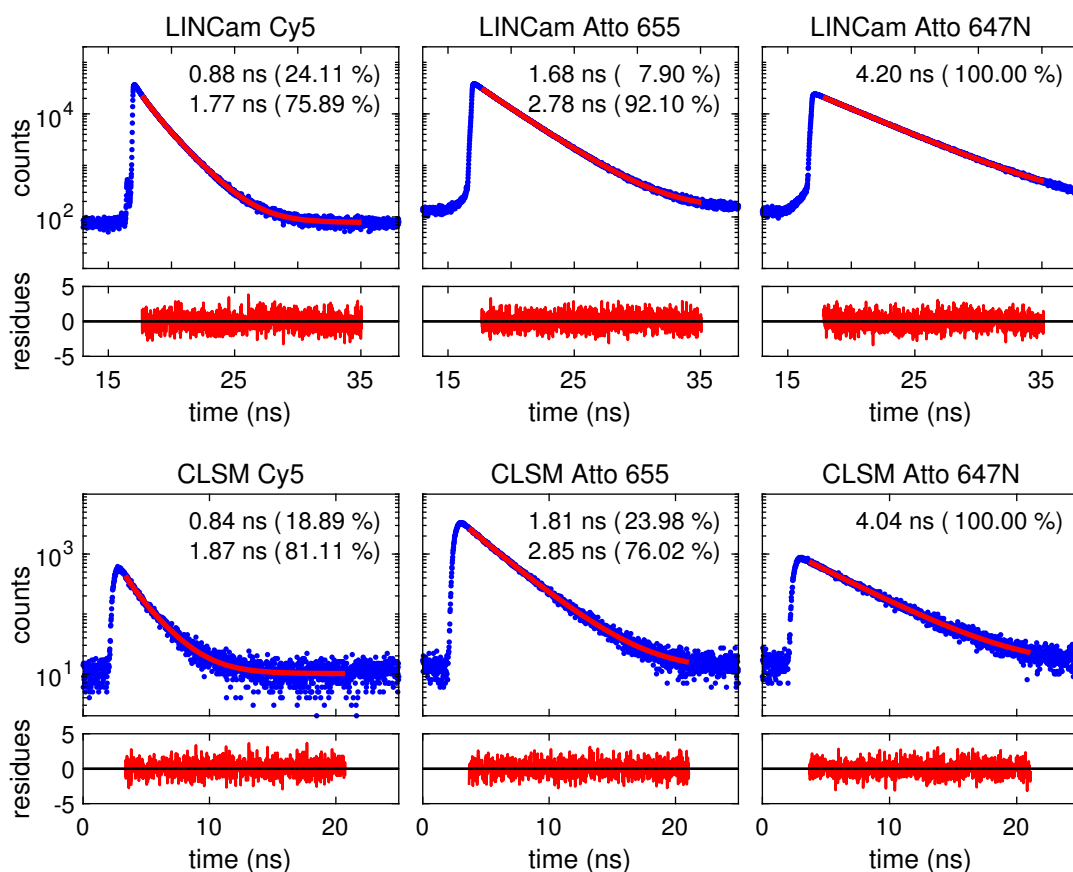 LINCam Cy5
LINCam Atto 655
LINCam Atto 647N
0.88 ns ( 24.11 %)
1.77 ns ( 75.89 %)
1.68 ns (  7.90 %)
2.78 ns ( 92.10 %)
4.20 ns ( 100.00 %)
counts
10^4
10^2
residues
5
0
-5
15
25
35
15
25
35
15
25
35
time (ns)
time (ns)
time (ns)
CLSM Cy5
CLSM Atto 655
CLSM Atto 647N
0.84 ns ( 18.89 %)
1.87 ns ( 81.11 %)
1.81 ns ( 23.98 %)
2.85 ns ( 76.02 %)
4.04 ns ( 100.00 %)
counts
10^3
10^1
residues
5
0
-5
0
10
20
0
10
20
0
10
20
time (ns)
time (ns)
time (ns)